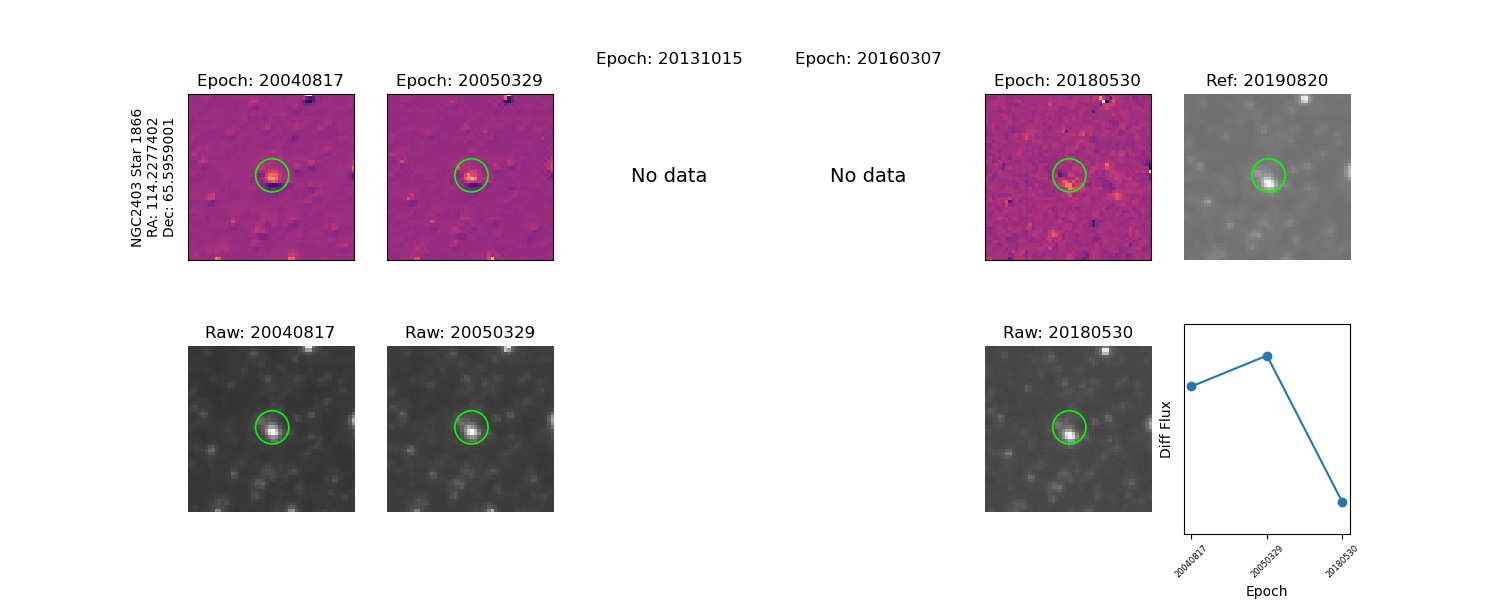 Epoch: 20040817
Epoch: 20050329
Epoch: 20131015
Epoch: 20160307
Epoch: 20180530
Ref: 20190820
NGC2403 Star 1866
RA: 114.2277402
Dec: 65.5959001
No data
No data
Raw: 20040817
Raw: 20050329
Raw: 20180530
Diff Flux
20040817
20050329
20180530
Epoch